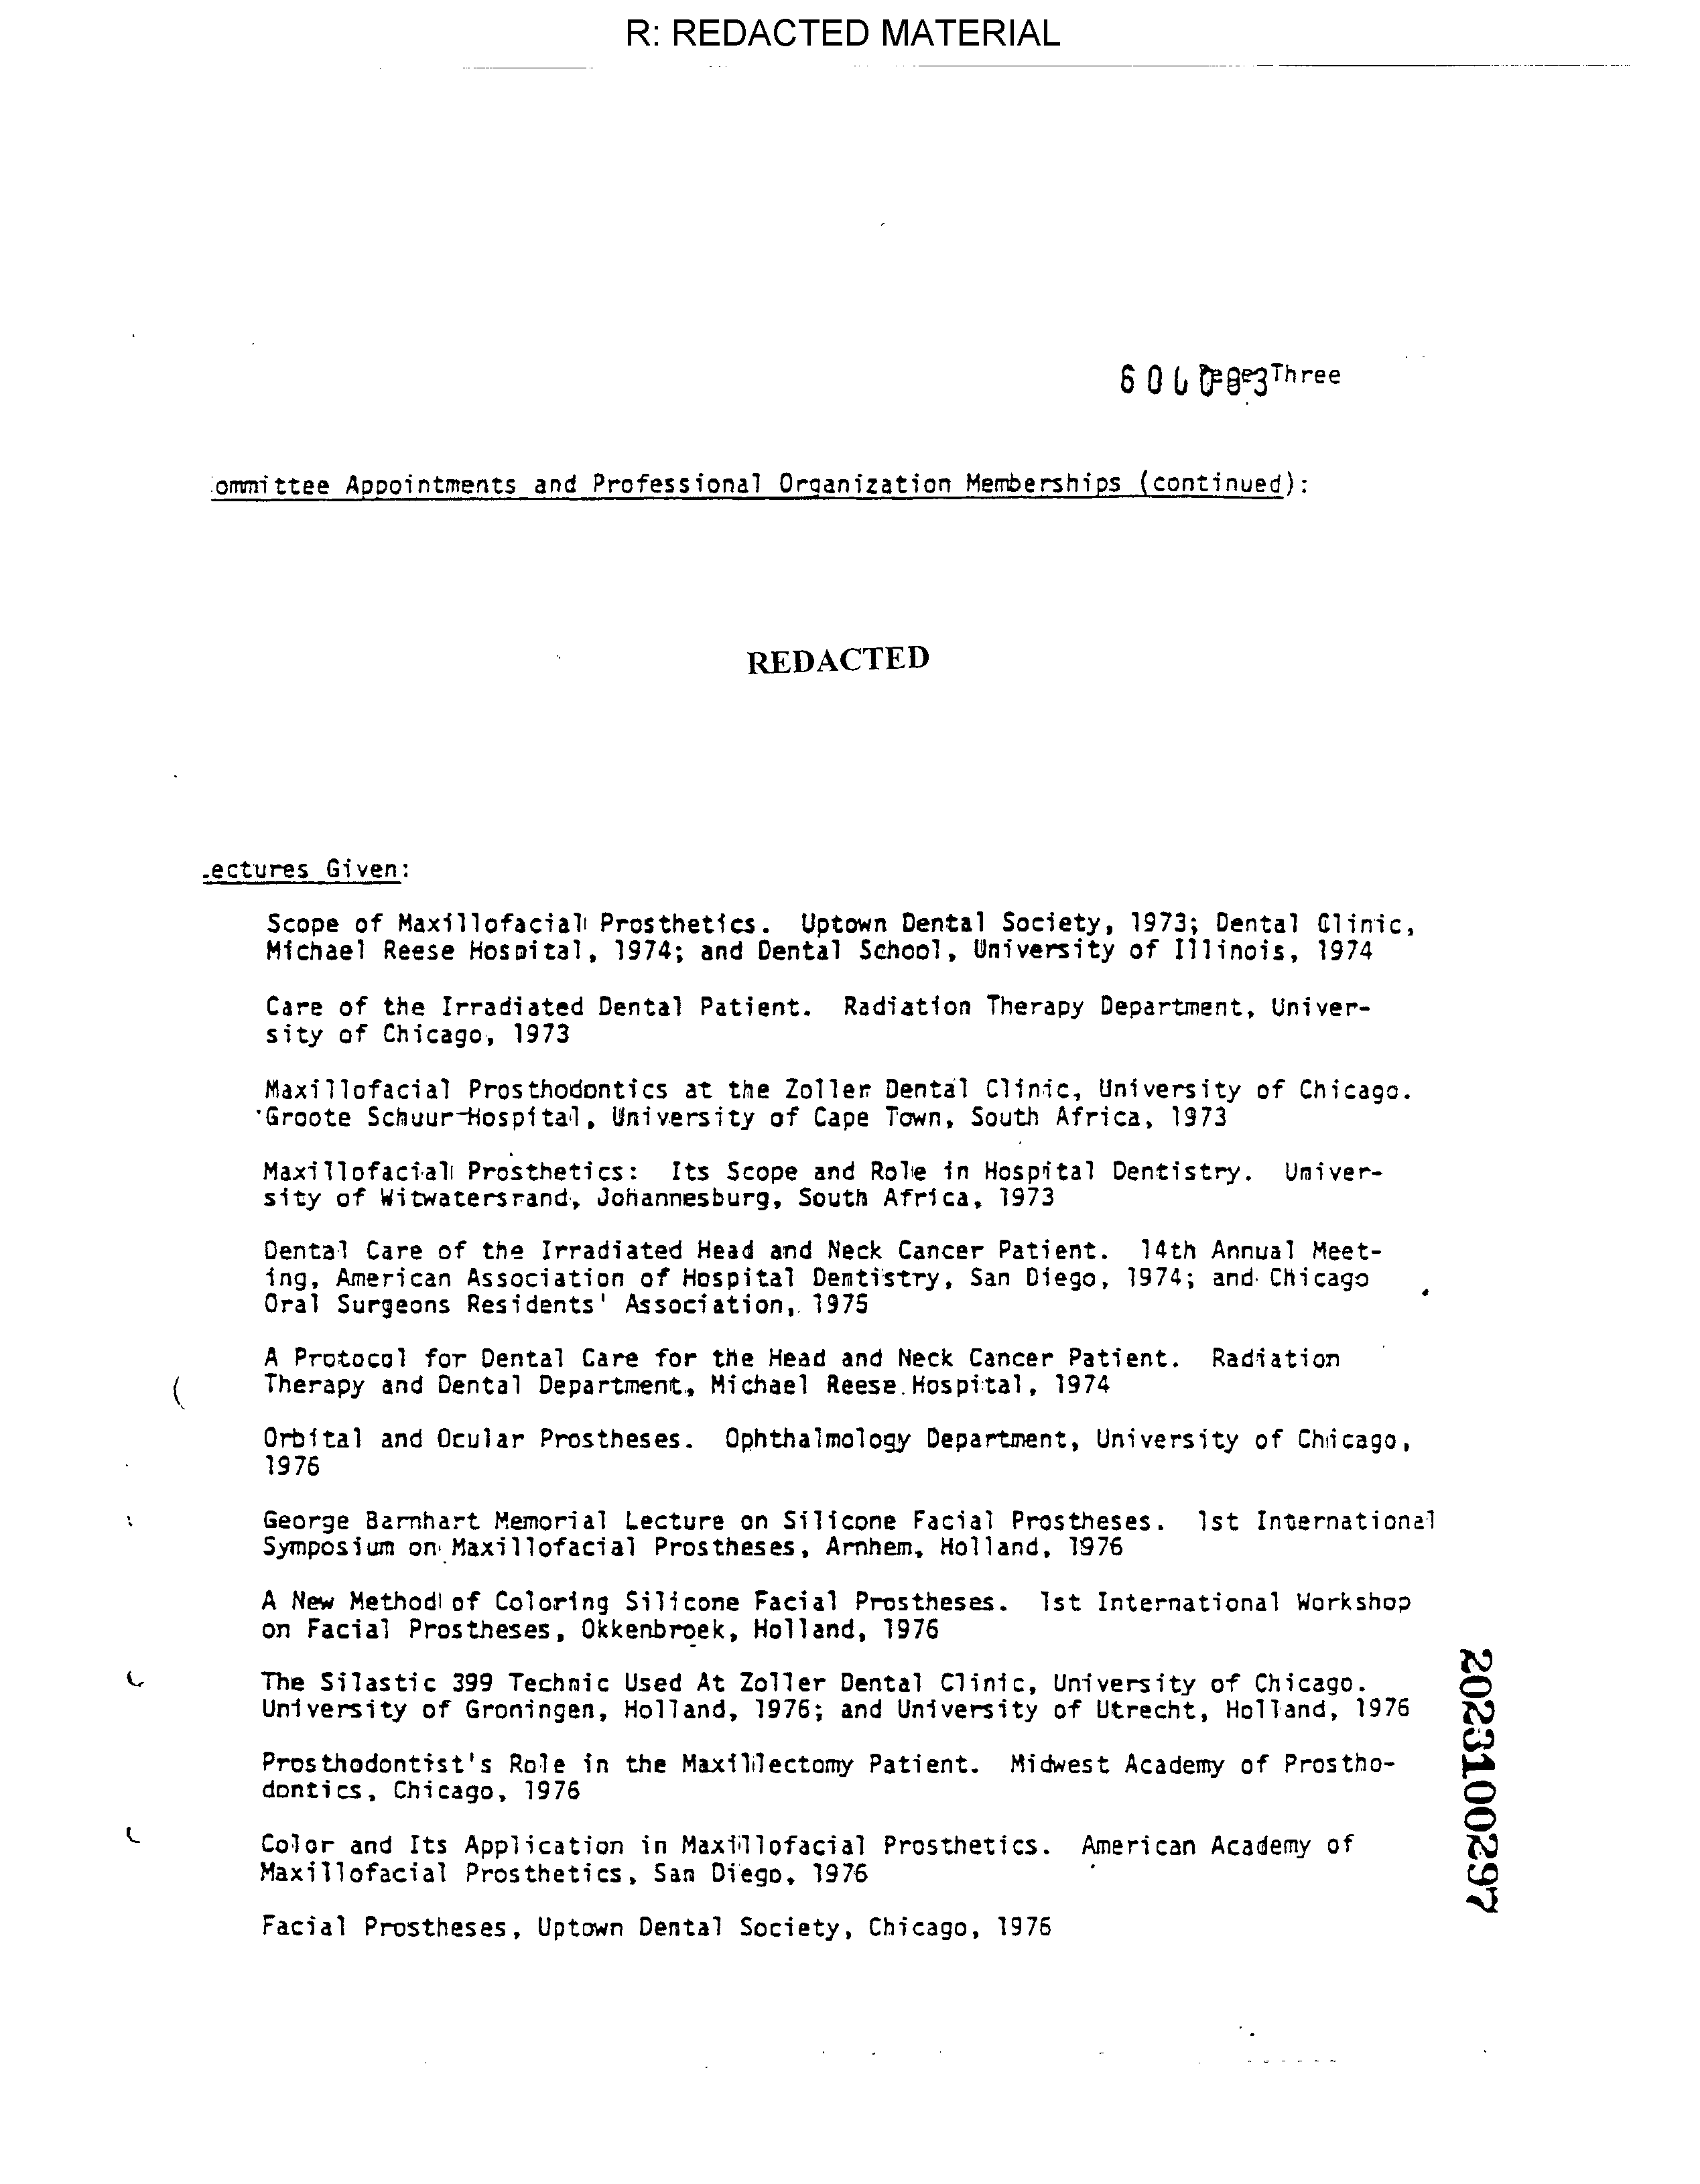 R: REDACTED MATERIAL
Three
ommittee Appointments and Professional Organization Memberships (continued):
REDACTED
ectures Given:
Scope of Maxillofacial Prosthetics. Uptown Dental Society, 1973; Dental Clinic,
Michael Reese Hospital, 1974; and Dental School, University of Illinois, 1974
Care of the Irradiated Dental Patient. Radiation Therapy Department, Univer-
sity of Chicago, 1973
Maxillofacial Prosthodontics at the Zoller Dental Clinic, University of Chicago.
Groote Schuur Hospital, University of Cape Town, South Africa, 1973
Maxillofacial Prosthetics: Its Scope and Role in Hospital Dentistry. Univer-
sity of Witwatersrand, Johannesburg, South Africa, 1973
Dental Care of the Irradiated Head and Neck Cancer Patient. 14th Annual Meet-
ing, American Association of Hospital Dentistry, San Diego, 1974; and Chicago
Oral Surgeons Residents' Association, 1975
A Protocol for Dental Care for the Head and Neck Cancer Patient. Radiation
Therapy and Dental Department, Michael Reese Hospital, 1974
Orbital and Ocular Prostheses. Ophthalmology Department, University of Chicago,
1976
George Barnhart Memorial Lecture on Silicone Facial Prostheses. 1st International
Symposium on Maxillofacial Prostheses, Arnhem, Holland, 1976
A New Method of Coloring Silicone Facial Prostheses. 1st International Workshop
on Facial Prostheses, Okkenbroek, Holland, 1976
The Silastic 399 Technic Used At Zoller Dental Clinic, University of Chicago.
University of Groningen, Holland, 1976; and University of Utrecht, Holland, 1976
Prosthodontist's Role in the Maxillectomy Patient. Midwest Academy of Prostho-
dontics, Chicago, 1976
Color and Its Application in Maxillofacial Prosthetics. American Academy of
Maxillofacial Prosthetics, San Diego, 1976
Facial Prostheses, Uptown Dental Society, Chicago, 1976
2023100297